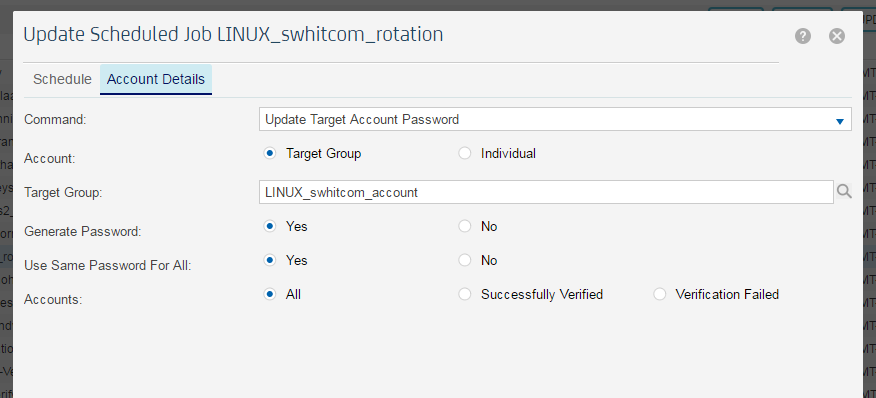 Update Scheduled Job LINUX_swhitcom_rotation
Schedule Account Details
Command: Update Target Account Password
Account: Target Group Individual
Target Group: LINUX_swhitcom_account
Generate Password: Yes No
Use Same Password For All: Yes No
Accounts: All Successfully Verified Verification Failed